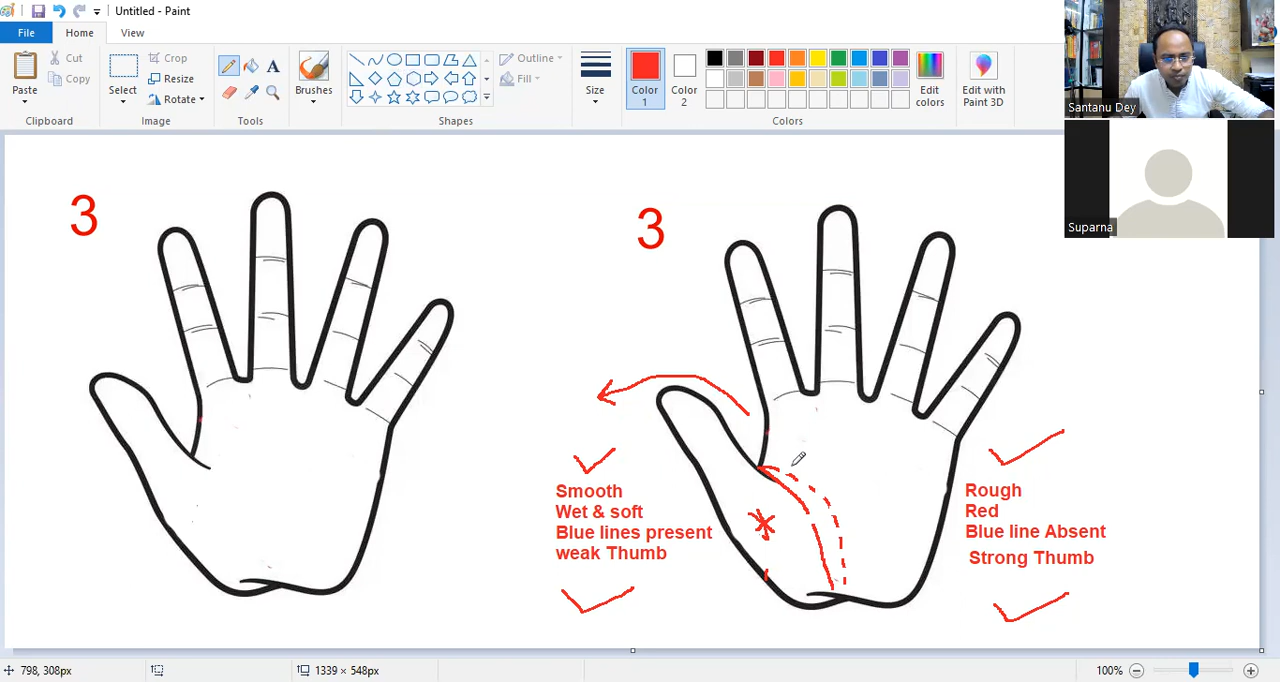 Untitled - Paint
File
Home
View
Paste
Cut
Copy
Clipboard
Select
Crop
Resize
Rotate
Image
A
Tools
Brushes
Outline
Fill
Shapes
Size
Color 1
Color 2
Edit colors
Colors
Edit with Paint 3D
Santanu Dey
Suparna
3
3
Smooth
Wet & soft
Blue lines present
weak Thumb
Rough
Red
Blue line Absent
Strong Thumb
798, 308px
1339 × 548px
100%